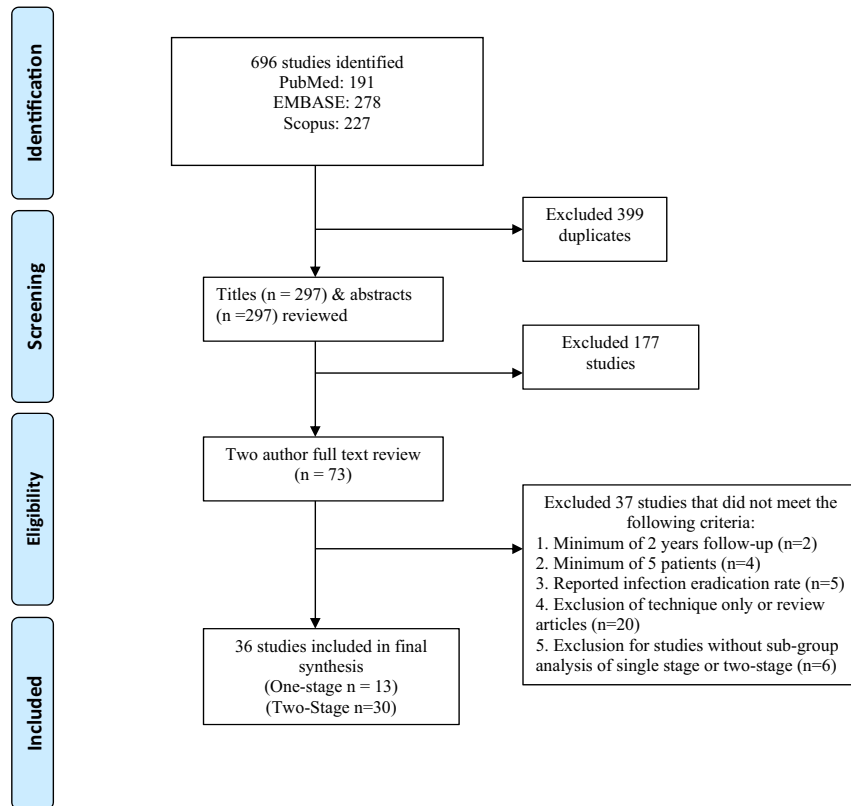 Identification
696 studies identified
PubMed: 191
EMBASE: 278
Scopus: 227
Excluded 399
duplicates
Screening
Titles (n = 297) & abstracts
(n =297) reviewed
Excluded 177
studies
Eligibility
Two author full text review
(n = 73)
Excluded 37 studies that did not meet the
following criteria:
1. Minimum of 2 years follow-up (n=2)
2. Minimum of 5 patients (n=4)
3. Reported infection eradication rate (n=5)
4. Exclusion of technique only or review
articles (n=20)
5. Exclusion for studies without sub-group
analysis of single stage or two-stage (n=6)
Included
36 studies included in final
synthesis
(One-stage n = 13)
(Two-Stage n=30)